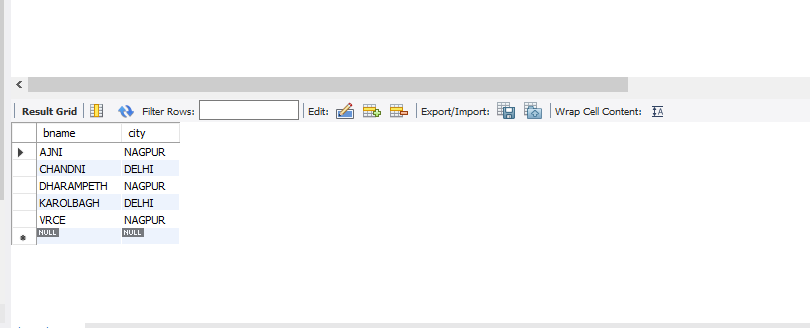 Result Grid Filter Rows: Edit: Export/Import: Wrap Cell Content: IA
bname city
AJNI NAGPUR
CHANDNI DELHI
DHARAMPETH NAGPUR
KAROLBAGH DELHI
VRCE NAGPUR
NULL NULL